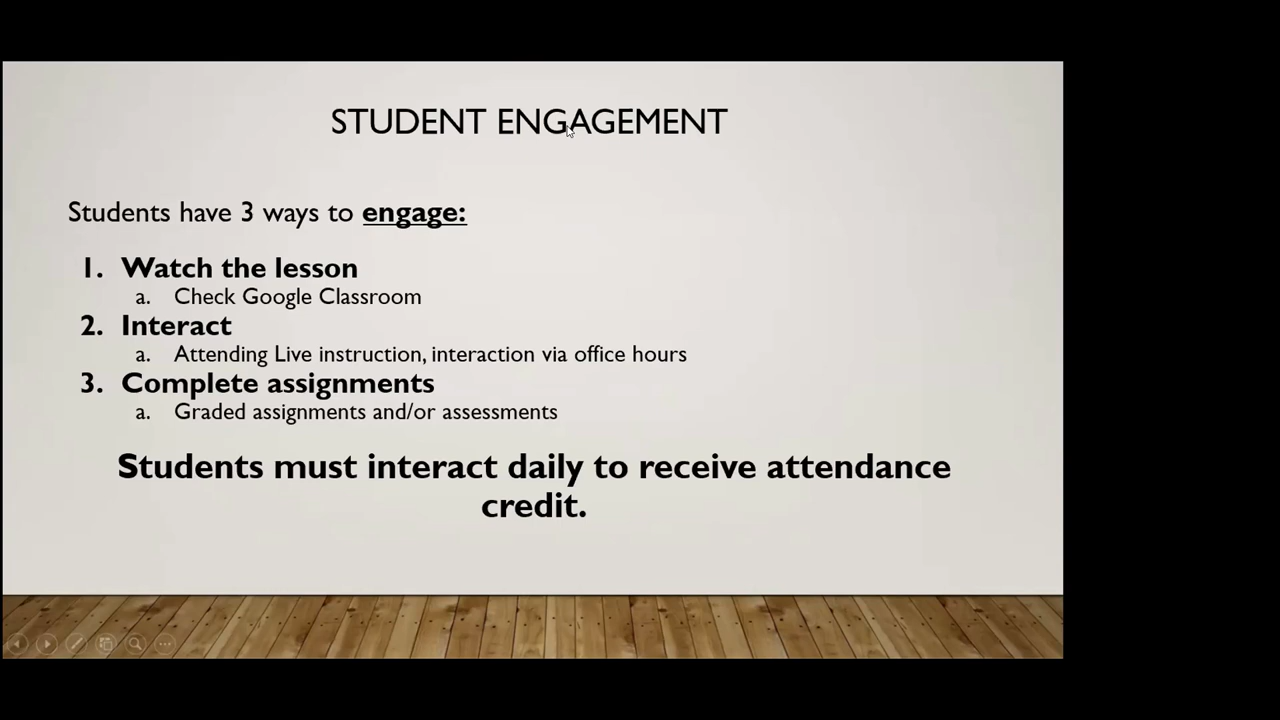 STUDENT ENGAGEMENT
Students have 3 ways to engage:
1. Watch the lesson
a. Check Google Classroom
2. Interact
a. Attending Live instruction, interaction via office hours
3. Complete assignments
a. Graded assignments and/or assessments
Students must interact daily to receive attendance
credit.